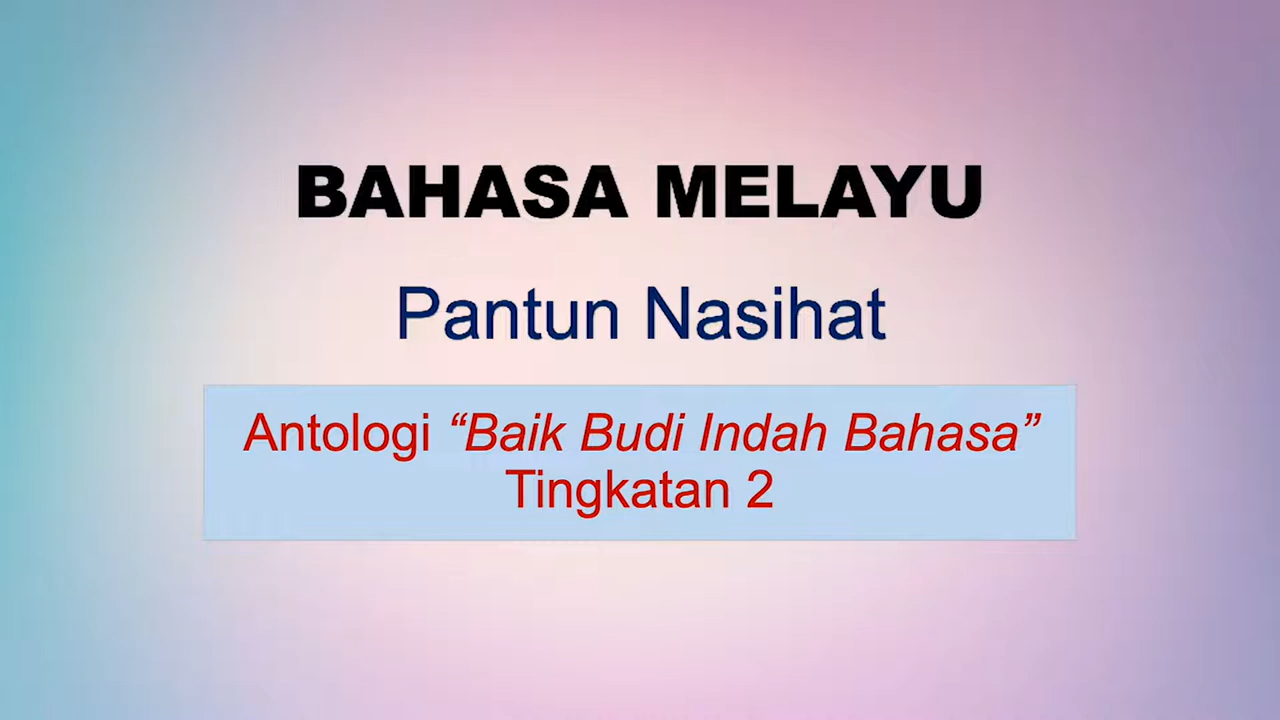 BAHASA MELAYU
Pantun Nasihat
Antologi “Baik Budi Indah Bahasa”
Tingkatan 2